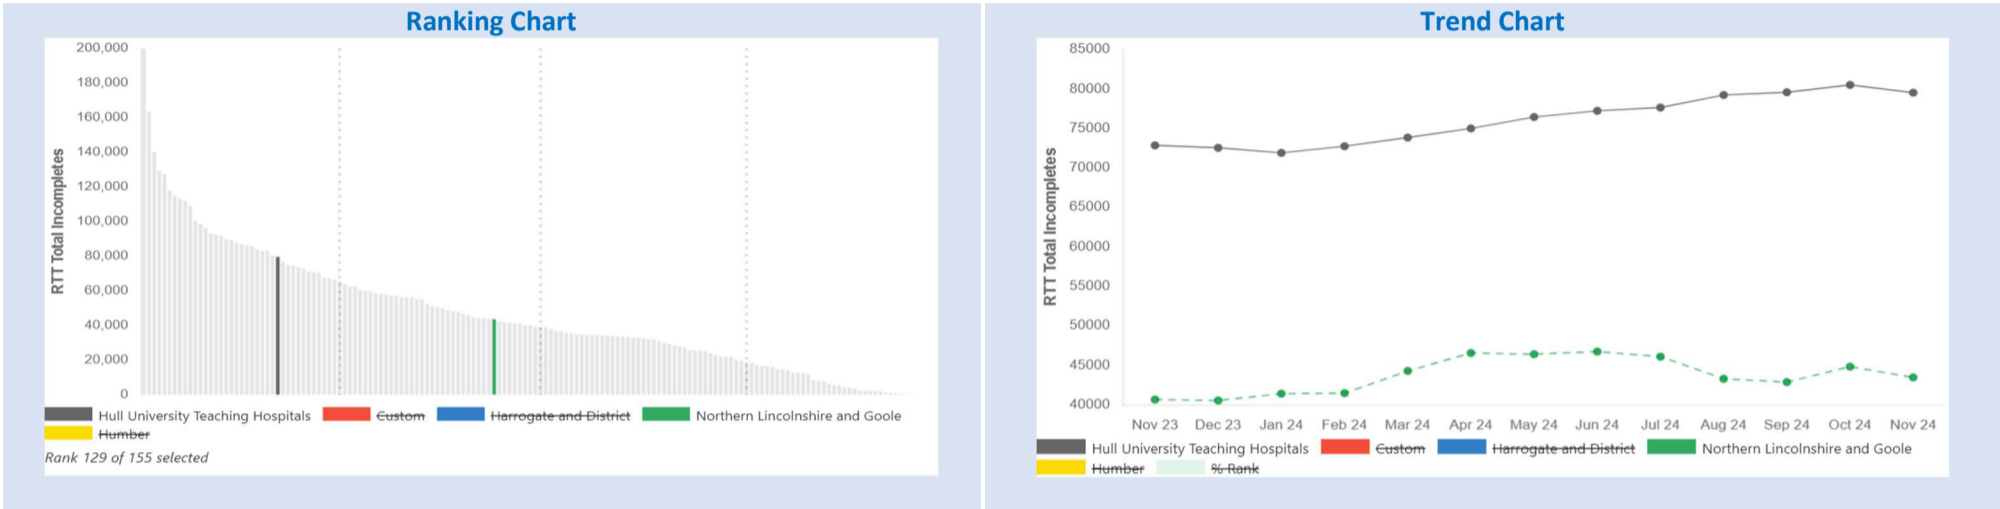 Ranking Chart
RTT Total Incompletes
200,000
180,000
160,000
140,000
120,000
100,000
80,000
60,000
40,000
20,000
0
Hull University Teaching Hospitals Custom Harrogate and District Northern Lincolnshire and Goole
Humber
Rank 129 of 155 selected
Trend Chart
RTT Total Incompletes
85000
80000
75000
70000
65000
60000
55000
50000
45000
40000
Nov 23 Dec 23 Jan 24 Feb 24 Mar 24 Apr 24 May 24 Jun 24 Jul 24 Aug 24 Sep 24 Oct 24 Nov 24
Hull University Teaching Hospitals Custom Harrogate and District Northern Lincolnshire and Goole
Humber % Rank